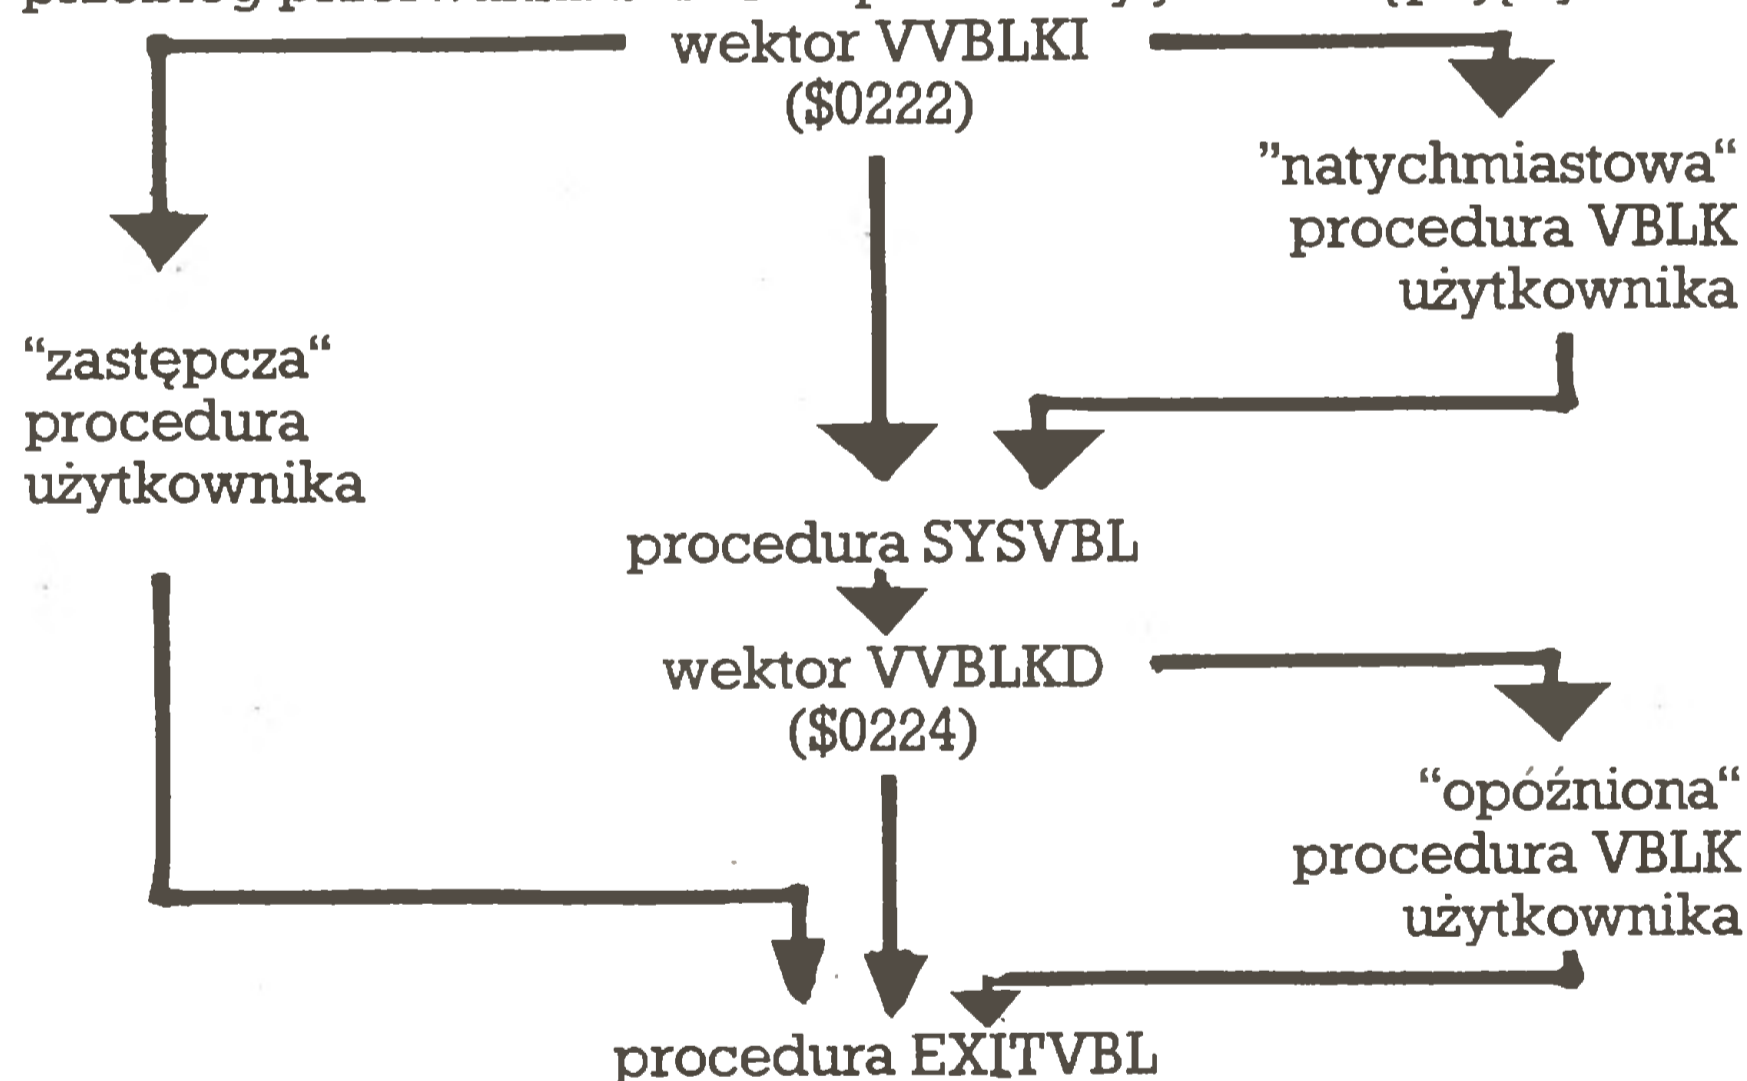 wektor VVBLKI
($0222)
”natychmiastowa“
procedura VBLK
użytkownika
“zastępcza“
procedura
użytkownika
procedura SYSVBL
wektor VVBLKD
($0224)
“opóźniona“
procedura VBLK
użytkownika
procedura EXITVBL